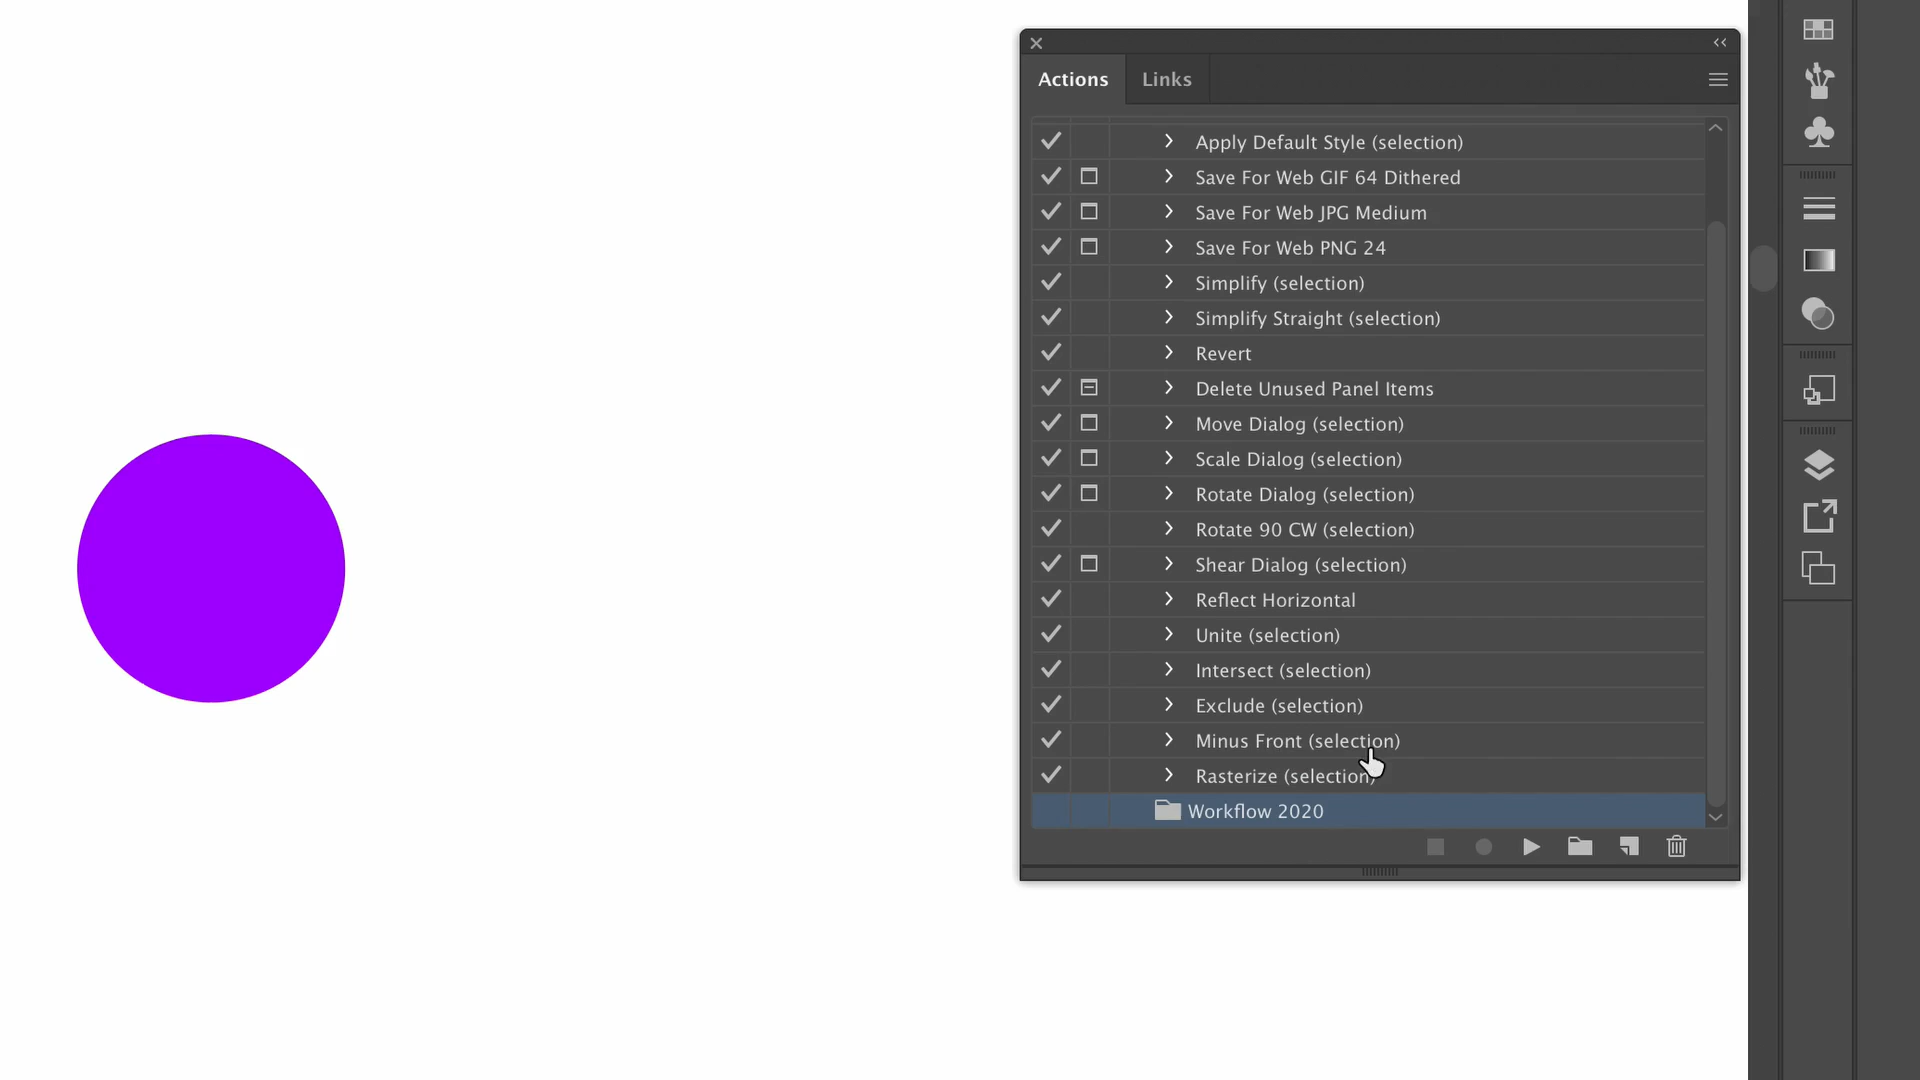 Actions
Links
Apply Default Style (selection)
Save For Web GIF 64 Dithered
Save For Web JPG Medium
Save For Web PNG 24
Simplify (selection)
Simplify Straight (selection)
Revert
Delete Unused Panel Items
Move Dialog (selection)
Scale Dialog (selection)
Rotate Dialog (selection)
Rotate 90 CW (selection)
Shear Dialog (selection)
Reflect Horizontal
Unite (selection)
Intersect (selection)
Exclude (selection)
Minus Front (selection)
Rasterize (selection)
Workflow 2020